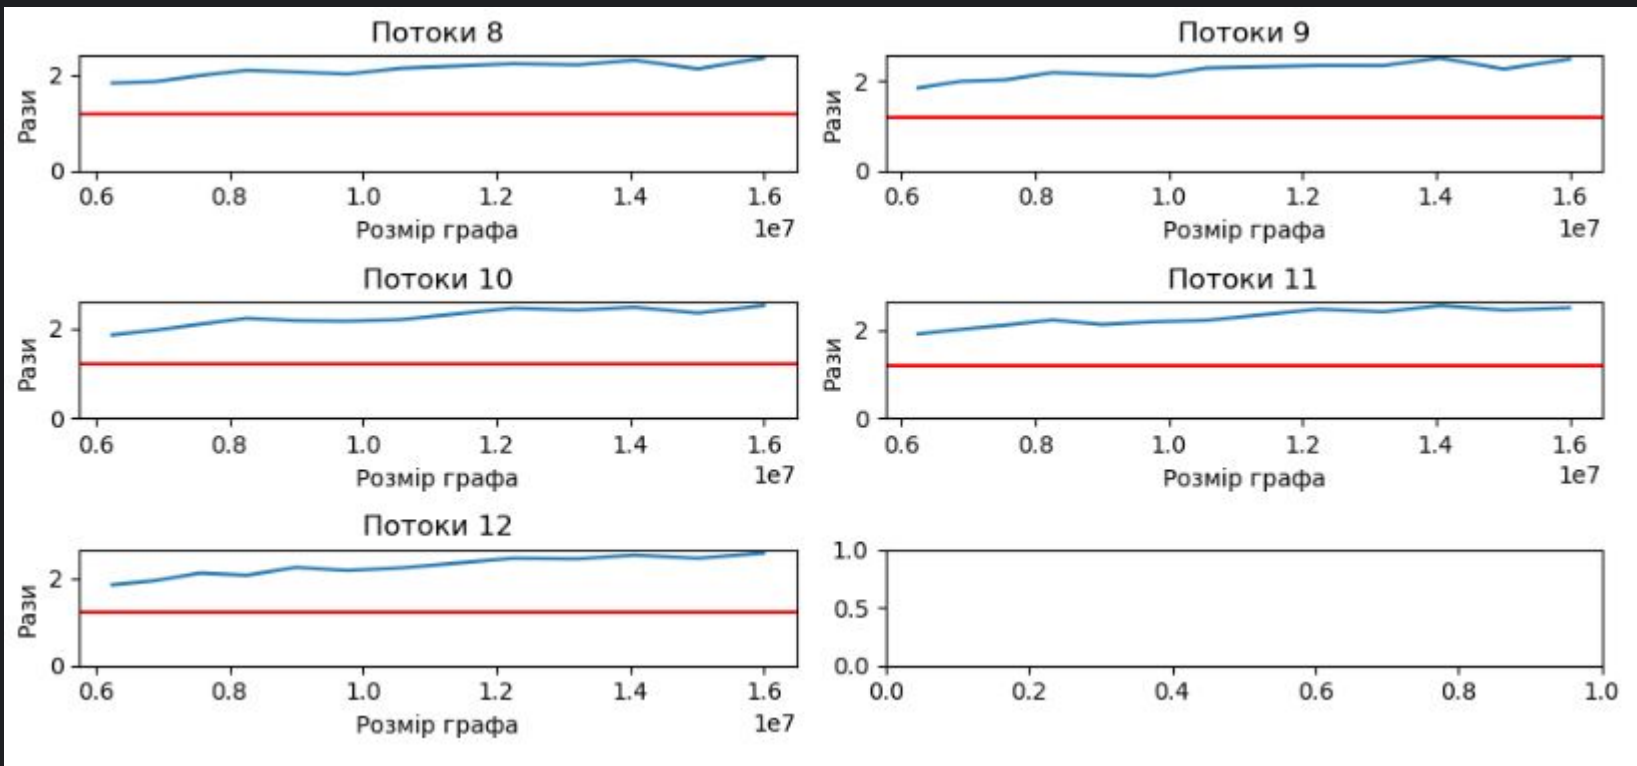 Потоки 8
Рази
2
0
0.6 0.8 1.0 1.2 1.4 1.6
Розмір графа
1e7
Потоки 9
Рази
2
0
0.6 0.8 1.0 1.2 1.4 1.6
Розмір графа
1e7
Потоки 10
Рази
2
0
0.6 0.8 1.0 1.2 1.4 1.6
Розмір графа
1e7
Потоки 11
Рази
2
0
0.6 0.8 1.0 1.2 1.4 1.6
Розмір графа
1e7
Потоки 12
Рази
2
0
0.6 0.8 1.0 1.2 1.4 1.6
Розмір графа
1e7
1.0
0.5
0.0
0.0 0.2 0.4 0.6 0.8 1.0